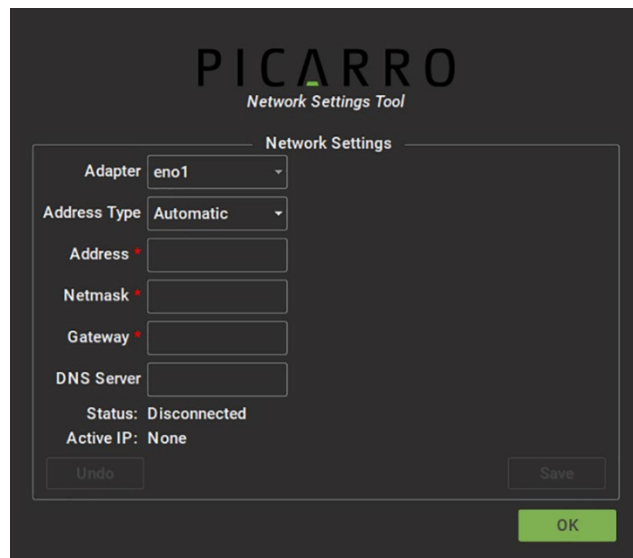 PICARRO
Network Settings Tool
Network Settings
Adapter eno1
Address Type Automatic
Address *
Netmask *
Gateway *
DNS Server
Status: Disconnected
Active IP: None
Undo Save
OK